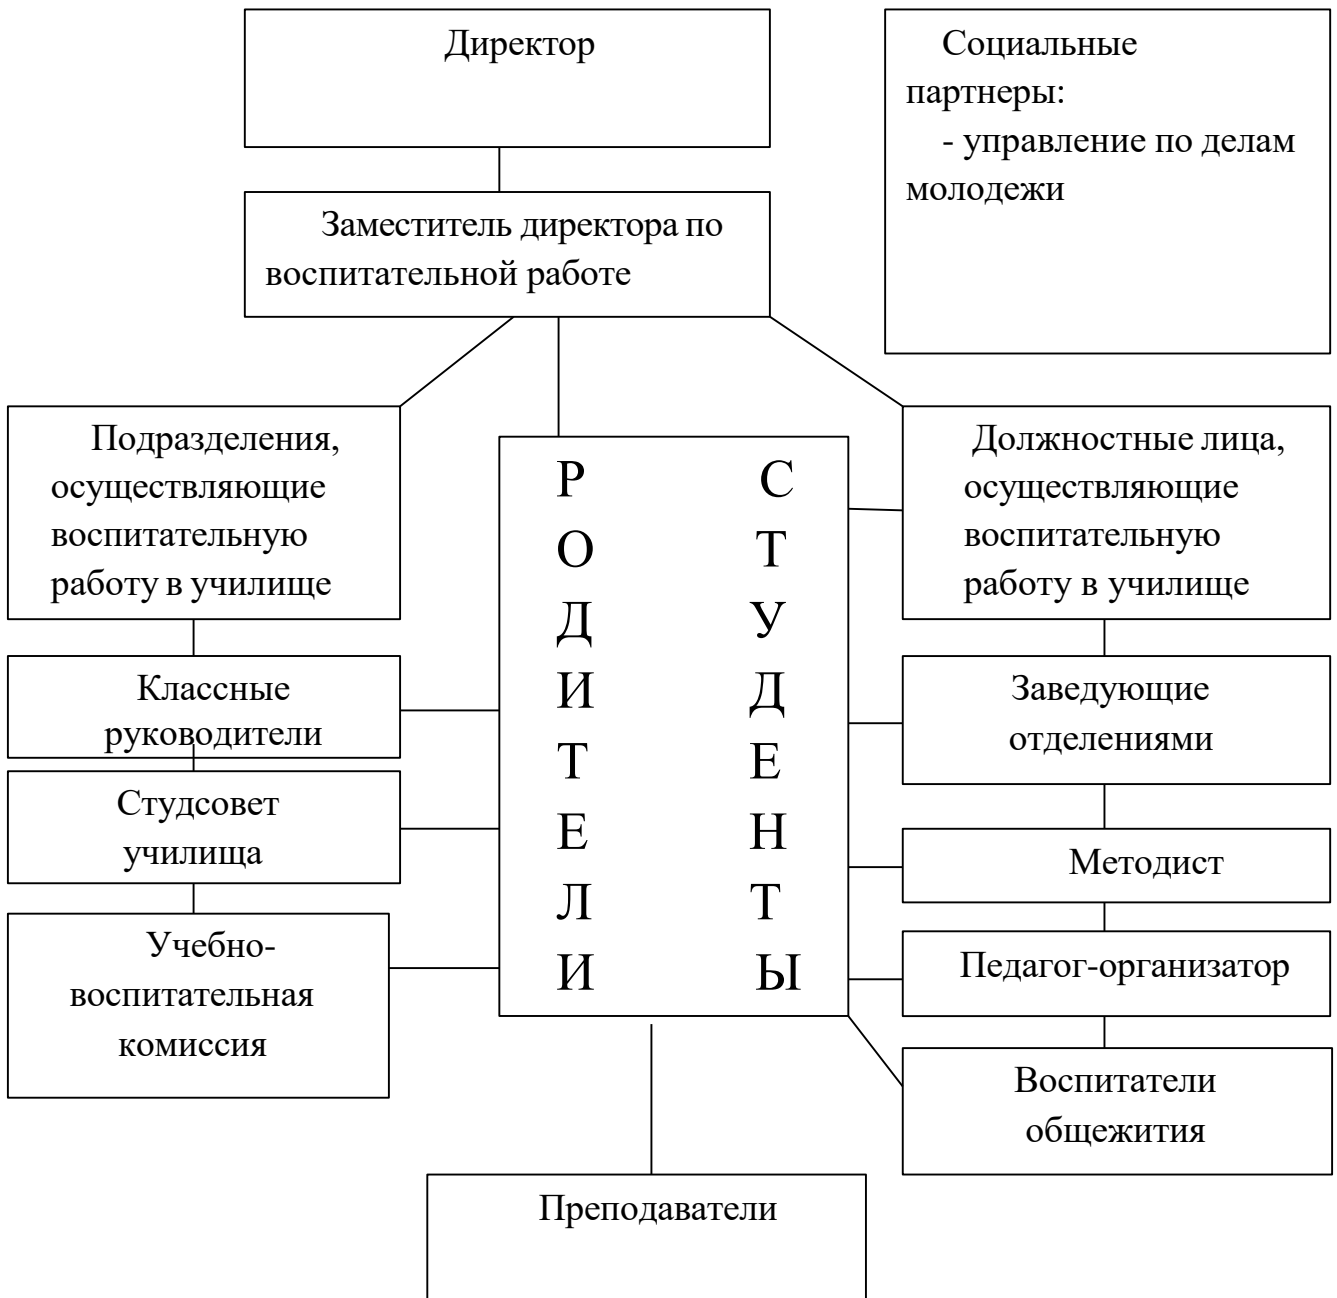 Директор
Социальные
партнеры:
- управление по делам
молодежи
Заместитель директора по
воспитательной работе
Подразделения,
осуществляющие
воспитательную
работу в училище
РОДИТЕЛИ
СТУДЕНТЫ
Должностные лица,
осуществляющие
воспитательную
работу в училище
Классные
руководители
Заведующие
отделениями
Студсовет
училища
Методист
Учебно-
воспитательная
комиссия
Педагог-организатор
Воспитатели
общежития
Преподаватели